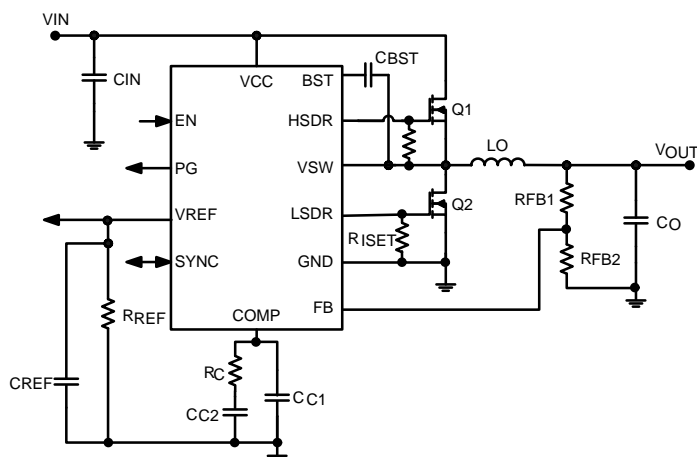 VIN
CIN
VCC
BST
CBST
EN
HSDR
Q1
PG
VSW
LO
VOUT
VREF
LSDR
Q2
RFB1
CO
SYNC
RISET
GND
RFB2
RREF
COMP
FB
CREF
RC
CC1
CC2